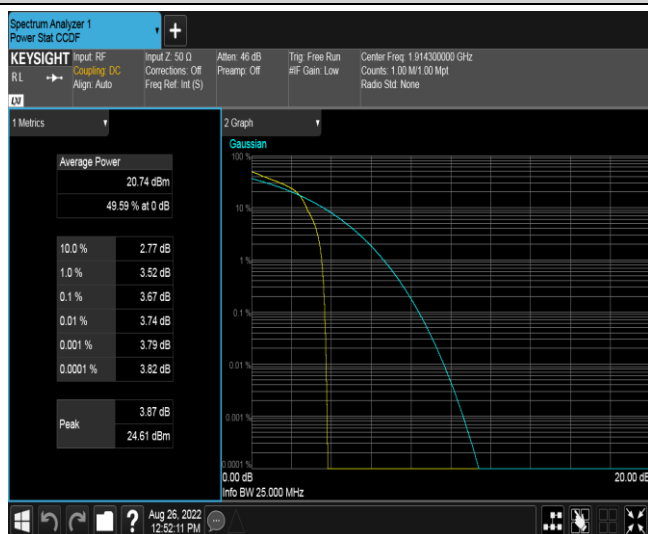 Spectrum Analyzer 1
Power Stat CCDF
+
KEYSIGHT
RL
LXI
Input: RF
Coupling: DC
Align: Auto
Input Z: 50 Ω
Corrections: Off
Freq Ref: Int (S)
Atten: 46 dB
Preamp: Off
Trig: Free Run
#IF Gain: Low
Center Freq: 1.914300000 GHz
Counts: 1.00 M/1.00 Mpt
Radio Std: None
1 Metrics
Average Power
20.74 dBm
49.59 % at 0 dB
10.0 % 2.77 dB
1.0 % 3.52 dB
0.1 % 3.67 dB
0.01 % 3.74 dB
0.001 % 3.79 dB
0.0001 % 3.82 dB
Peak
3.87 dB
24.61 dBm
2 Graph
Gaussian
100 %
10 %
1 %
0.1 %
0.01 %
0.001 %
0.0001 %
0.00 dB 20.00 dB
Info BW 25.000 MHz
?
Aug 26, 2022
12:52:11 PM